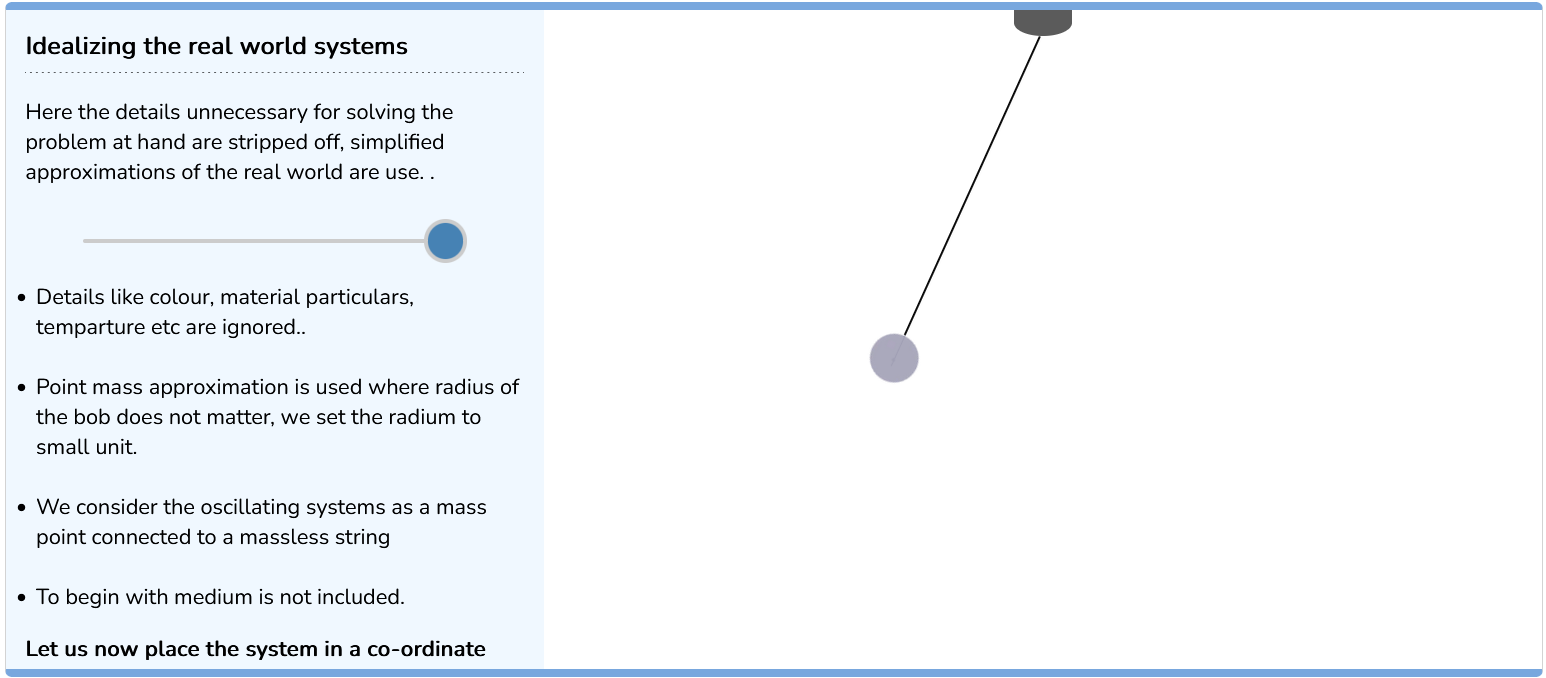 Idealizing the real world systems
Here the details unnecessary for solving the
problem at hand are stripped off, simplified
approximations of the real world are use. .
• Details like colour, material particulars,
temparture etc are ignored..
• Point mass approximation is used where radius of
the bob does not matter, we set the radium to
small unit.
• We consider the oscillating systems as a mass
point connected to a massless string
• To begin with medium is not included.
Let us now place the system in a co-ordinate